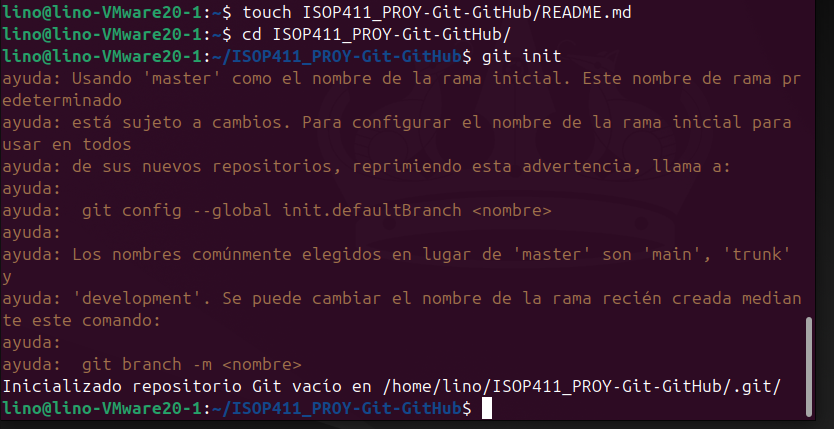 lino@lino-VMware20-1:~$ touch ISOP411_PROY-Git-GitHub/README.md
lino@lino-VMware20-1:~$ cd ISOP411_PROY-Git-GitHub/
lino@lino-VMware20-1:~/ISOP411_PROY-Git-GitHub$ git init
ayuda: Usando 'master' como el nombre de la rama inicial. Este nombre de rama pr
edeterminado
ayuda: está sujeto a cambios. Para configurar el nombre de la rama inicial para
usar en todos
ayuda: de sus nuevos repositorios, reprimiendo esta advertencia, llama a:
ayuda:
ayuda:  git config --global init.defaultBranch <nombre>
ayuda:
ayuda: Los nombres comúnmente elegidos en lugar de 'master' son 'main', 'trunk'
y
ayuda: 'development'. Se puede cambiar el nombre de la rama recién creada median
te este comando:
ayuda:
ayuda:  git branch -m <nombre>
Inicializado repositorio Git vacío en /home/lino/ISOP411_PROY-Git-GitHub/.git/
lino@lino-VMware20-1:~/ISOP411_PROY-Git-GitHub$